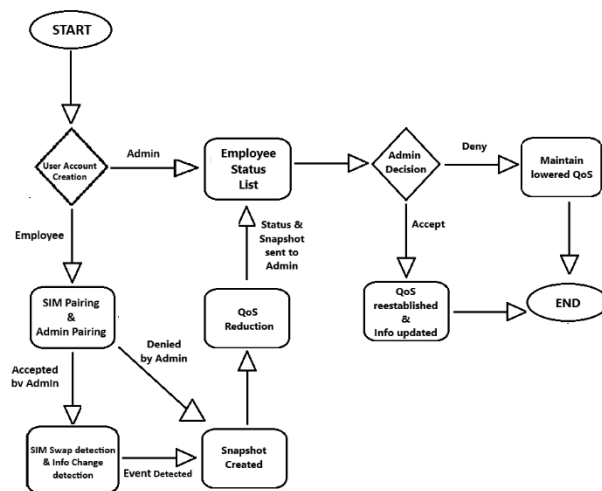 START
User Account
Creation
Admin
Employee
Status
List
Admin
Decision
Deny
Maintain
lowered QoS
Employee
Status &
Snapshot
sent to
Admin
Accept
SIM Pairing
&
Admin Pairing
QoS
Reduction
QoS
reestablished
&
Info updated
END
Denied
by Admin
Accepted
by Admin
SIM Swap detection
& Info Change
detection
Event Detected
Snapshot
Created